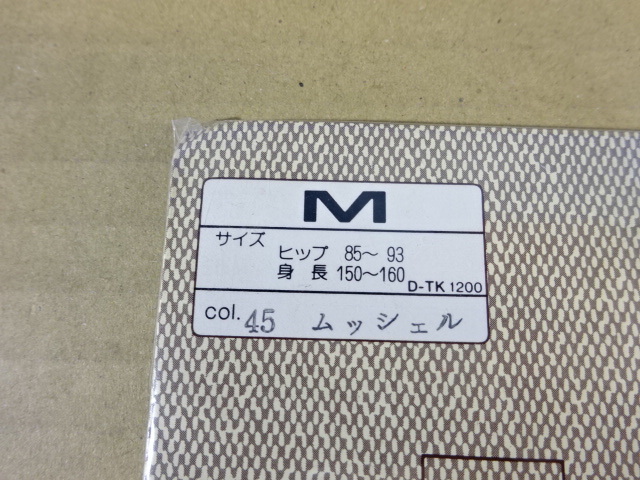 M
サイズ
ヒップ 85～93
身長 150～160
D-TK 1200
col. 45 ムッシェル